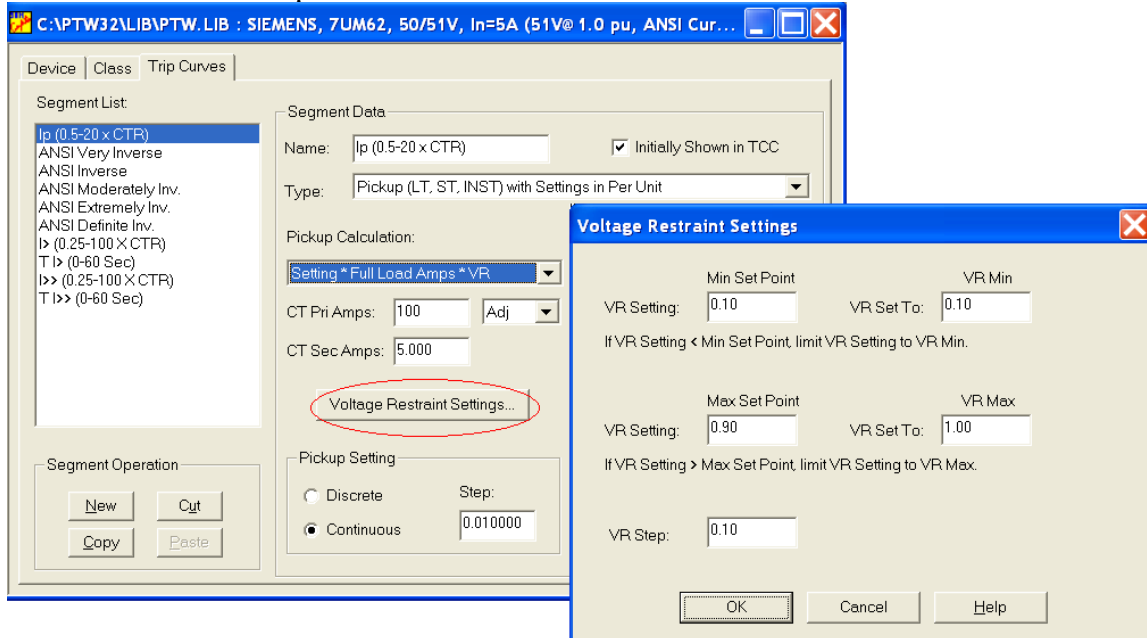 C:\PTW32\LIB\PTW.LIB : SIEMENS, 7UM62, 50/51V, In=5A (51V@ 1.0 pu, ANSI Cur...
Device Class Trip Curves
Segment List:
Ip (0.5-20 x CTR)
ANSI Very Inverse
ANSI Inverse
ANSI Moderately Inv.
ANSI Extremely Inv.
ANSI Definite Inv.
I> (0.25-100 X CTR)
T I> (0-60 Sec)
I>> (0.25-100 X CTR)
T I>> (0-60 Sec)
Segment Operation
New Cut
Copy Paste
Segment Data
Name: Ip (0.5-20 x CTR) Initially Shown in TCC
Type: Pickup (LT, ST, INST) with Settings in Per Unit
Pickup Calculation:
Setting * Full Load Amps * VR
CT Pri Amps: 100 Adj
CT Sec Amps: 5.000
Voltage Restraint Settings...
Pickup Setting
Discrete Step:
Continuous 0.010000
Voltage Restraint Settings
Min Set Point VR Min
VR Setting: 0.10 VR Set To: 0.10
If VR Setting < Min Set Point, limit VR Setting to VR Min.
Max Set Point VR Max
VR Setting: 0.90 VR Set To: 1.00
If VR Setting > Max Set Point, limit VR Setting to VR Max.
VR Step: 0.10
OK Cancel Help